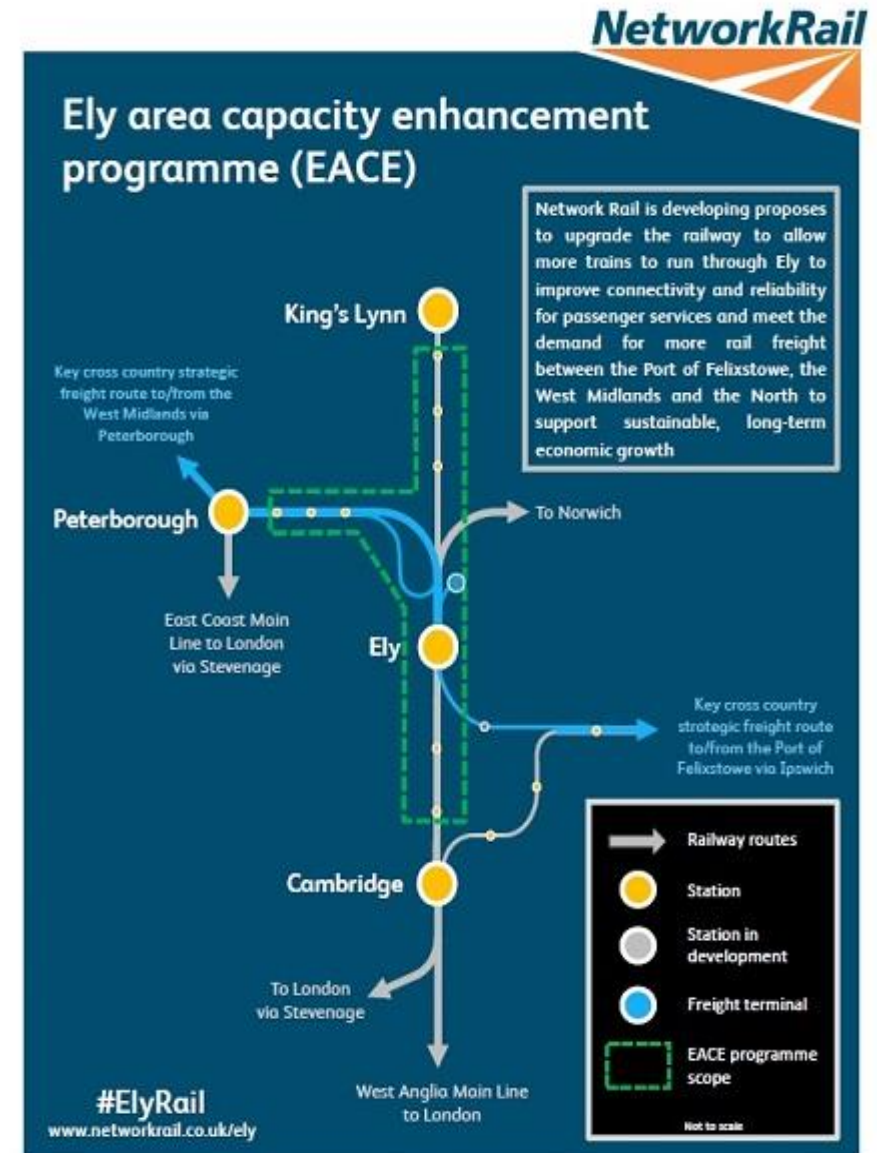 NetworkRail
Ely area capacity enhancement
programme (EACE)
Network Rail is developing proposes
to upgrade the railway to allow
more trains to run through Ely to
improve connectivity and reliability
for passenger services and meet the
demand for more rail freight
between the Port of Felixstowe, the
West Midlands and the North to
support sustainable, long-term
economic growth
King's Lynn
Key cross country strategic
freight route to/from the
West Midlands via
Peterborough
Peterborough
To Norwich
East Coast Main
Line to London
via Stevenage
Ely
Key cross country
strategic freight route
to/from the Port of
Felixstowe via Ipswich
Cambridge
To London
via Stevenage
West Anglia Main Line
to London
Railway routes
Station
Station in
development
Freight terminal
EACE programme
scope
Not to scale
#ElyRail
www.networkrail.co.uk/ely